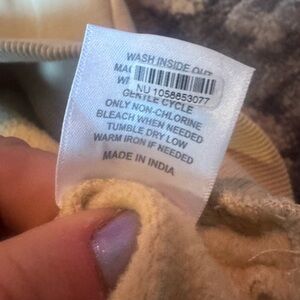 WASH INSIDE OUT
NU 1058853077
GENTLE CYCLE
ONLY NON-CHLORINE
BLEACH WHEN NEEDED
TUMBLE DRY LOW
WARM IRON IF NEEDED
MADE IN INDIA